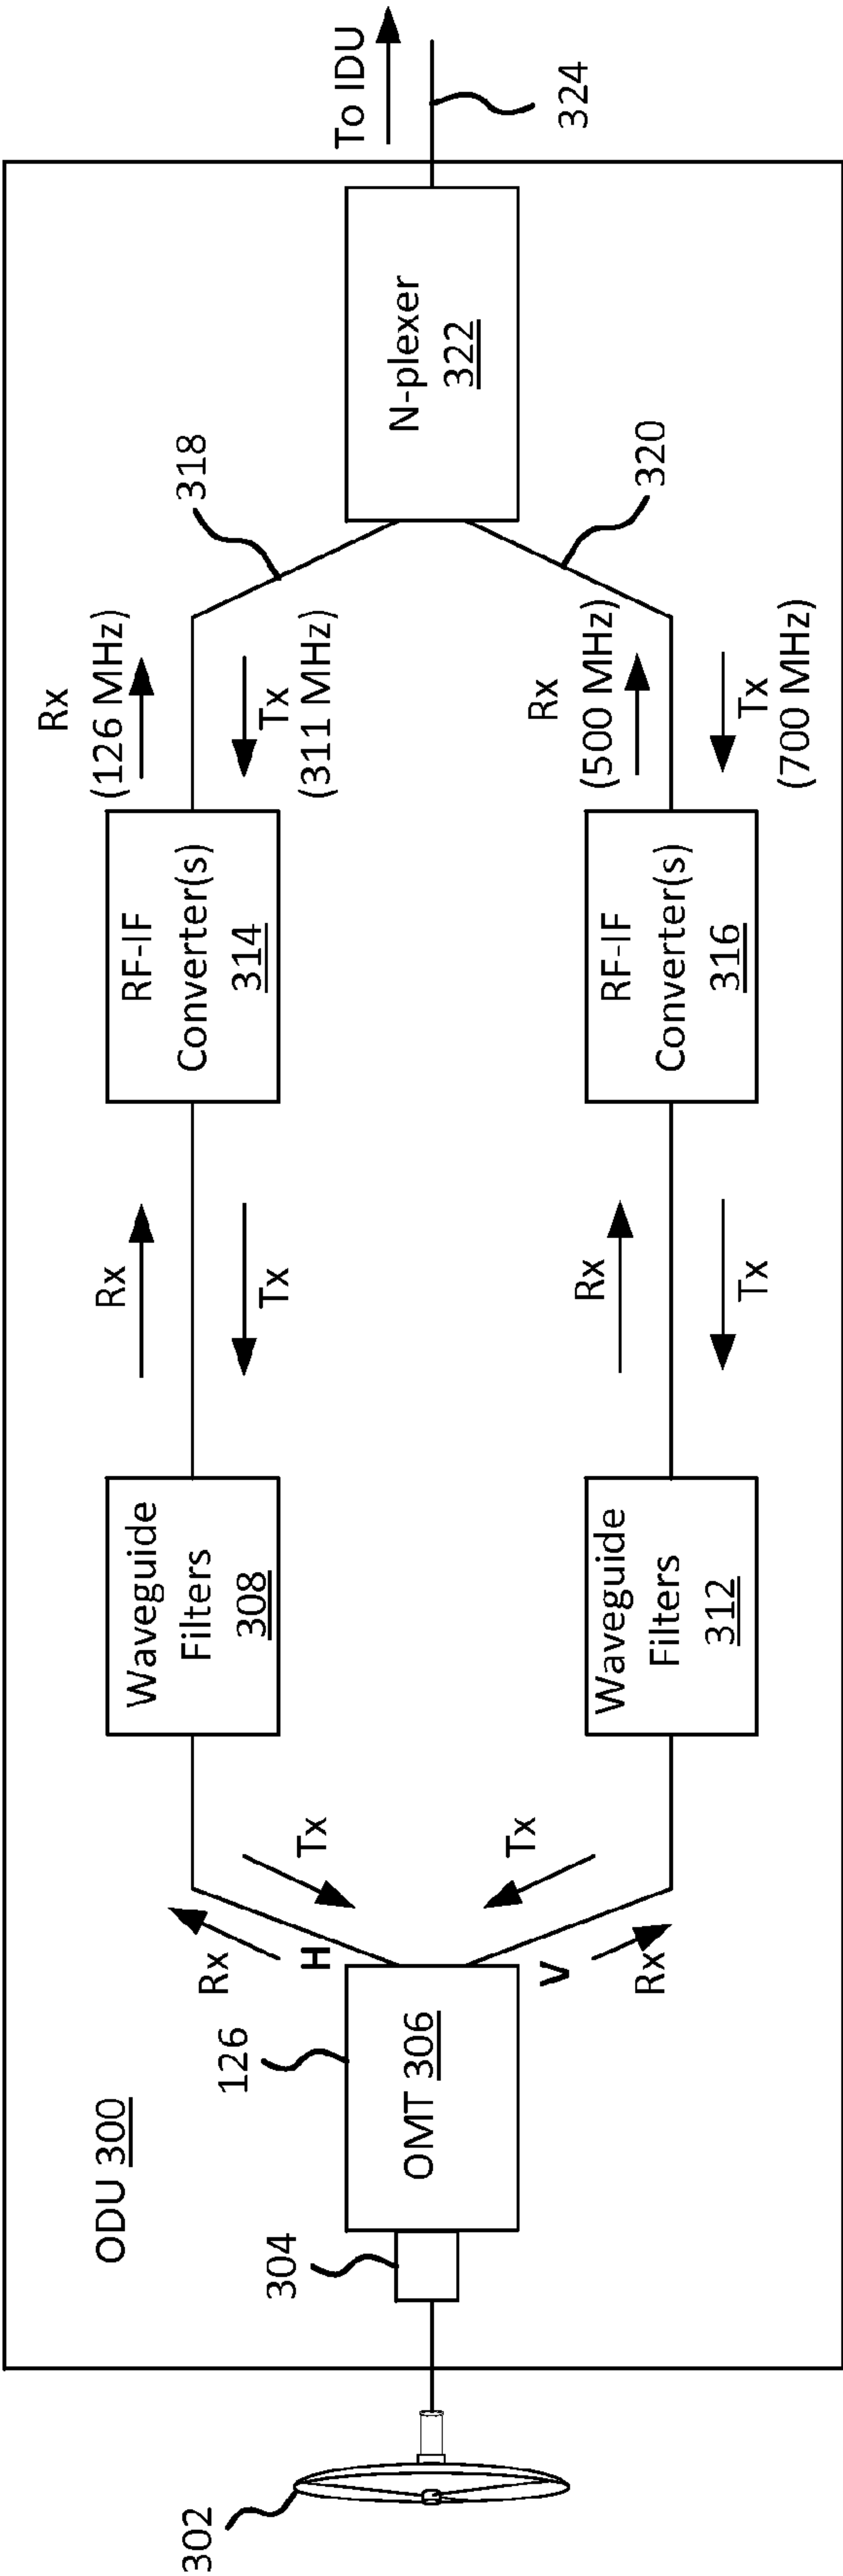 ODU 300
302
304
126
OMT 306
H
V
Rx
Tx
Tx
Rx
Waveguide
Filters
308
Waveguide
Filters
312
Rx
Tx
Rx
Tx
RF-IF
Converter(s)
314
RF-IF
Converter(s)
316
Rx
(126 MHz)
Tx
(311 MHz)
Rx
(500 MHz)
Tx
(700 MHz)
318
320
N-plexer
322
To IDU
324